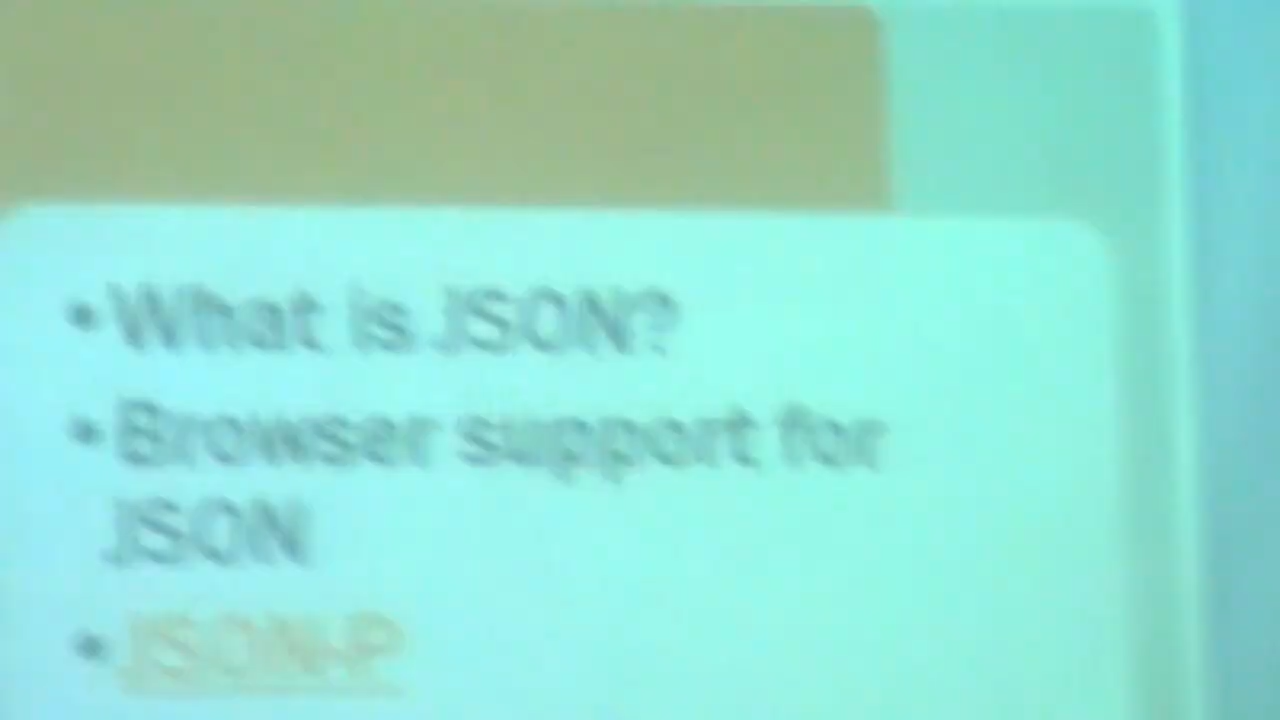 • What is JSON?
• Browser support for
JSON
• JSON-P